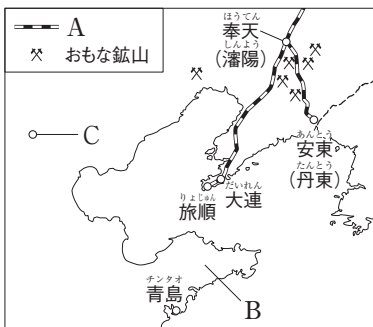 A
おもな鉱山
ほうてん
奉天
しんよう
(瀋陽)
C
あんとう
安東
たんとう
(丹東)
だいれん
大連
りょじゅん
旅順
チンタオ
青島
B